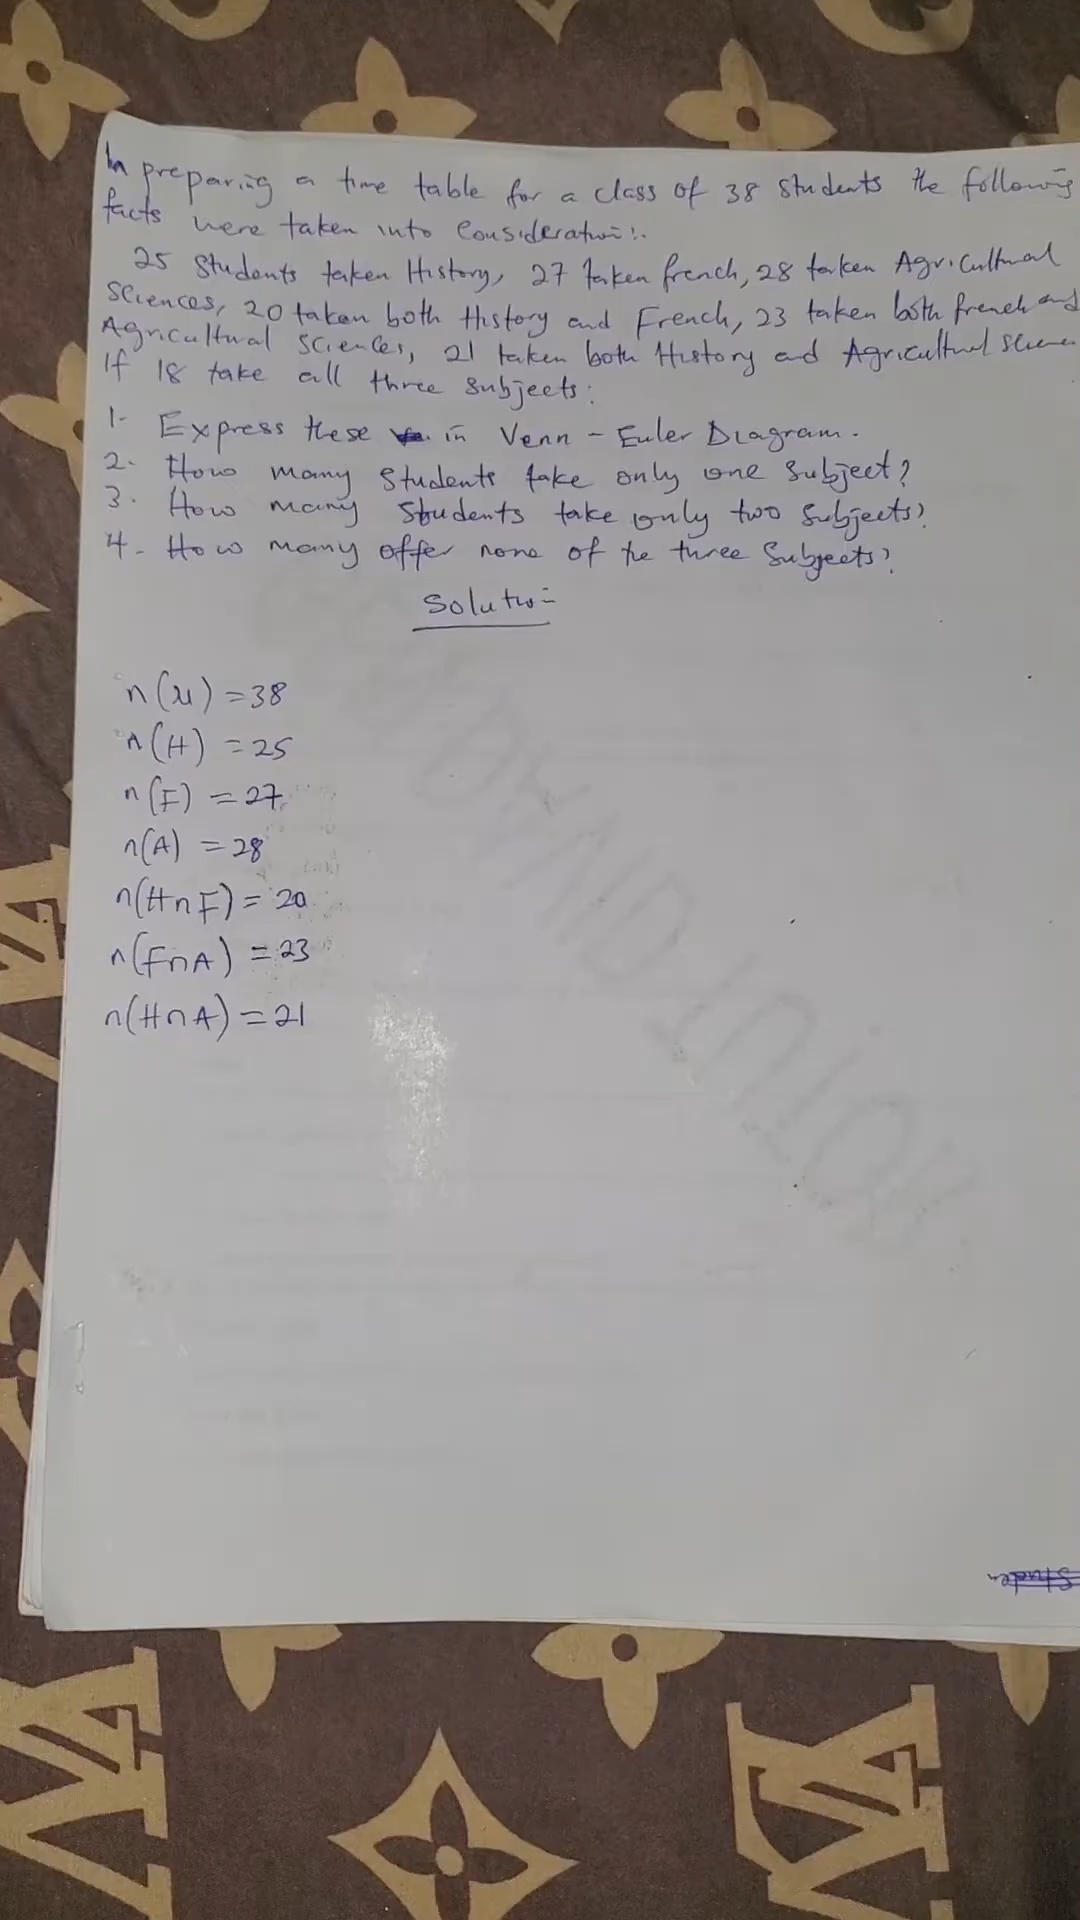 In preparing a time table for a class of 38 students the following
facts were taken into Consideration:.
25 Students taken History, 27 taken french, 28 taken Agricultural
Sciences, 20 taken both History and French, 23 taken both french and
Agricultural Sciences, 21 taken both History and Agricultural Science
If 18 take all three subjects:
1. Express these in Venn-Euler Diagram.
2. How many students take only one subject?
3. How many students take only two subjects?
4- How many offer none of the three Subjects?
Solution
n(u) = 38
n(H) = 25
n(F) = 27
n(A) = 28
n(H∩F) = 20
n(F∩A) = 23
n(H∩A) = 21